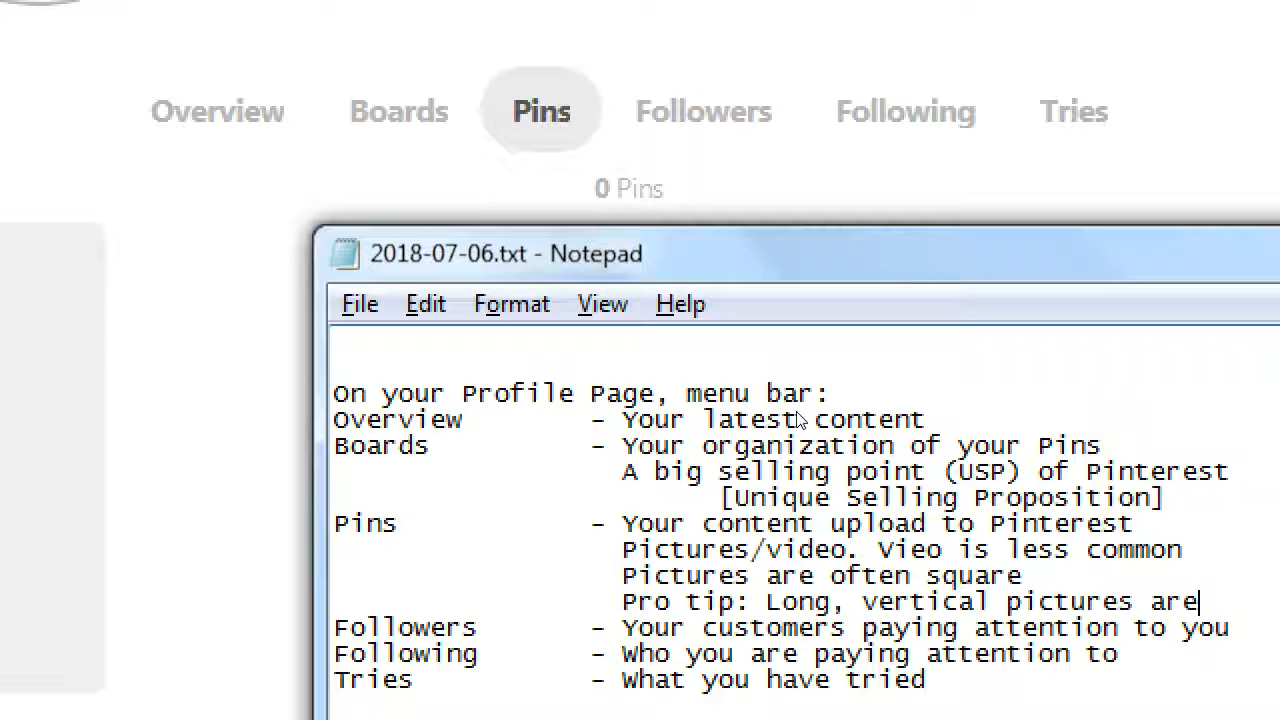 Overview Boards Pins Followers Following Tries
0 Pins
2018-07-06.txt - Notepad
File Edit Format View Help
On your Profile Page, menu bar:
Overview - Your latest content
Boards - Your organization of your Pins
A big selling point (USP) of Pinterest
[Unique Selling Proposition]
Pins - Your content upload to Pinterest
Pictures/video. Vieo is less common
Pictures are often square
Pro tip: Long, vertical pictures are
Followers - Your customers paying attention to you
Following - Who you are paying attention to
Tries - What you have tried